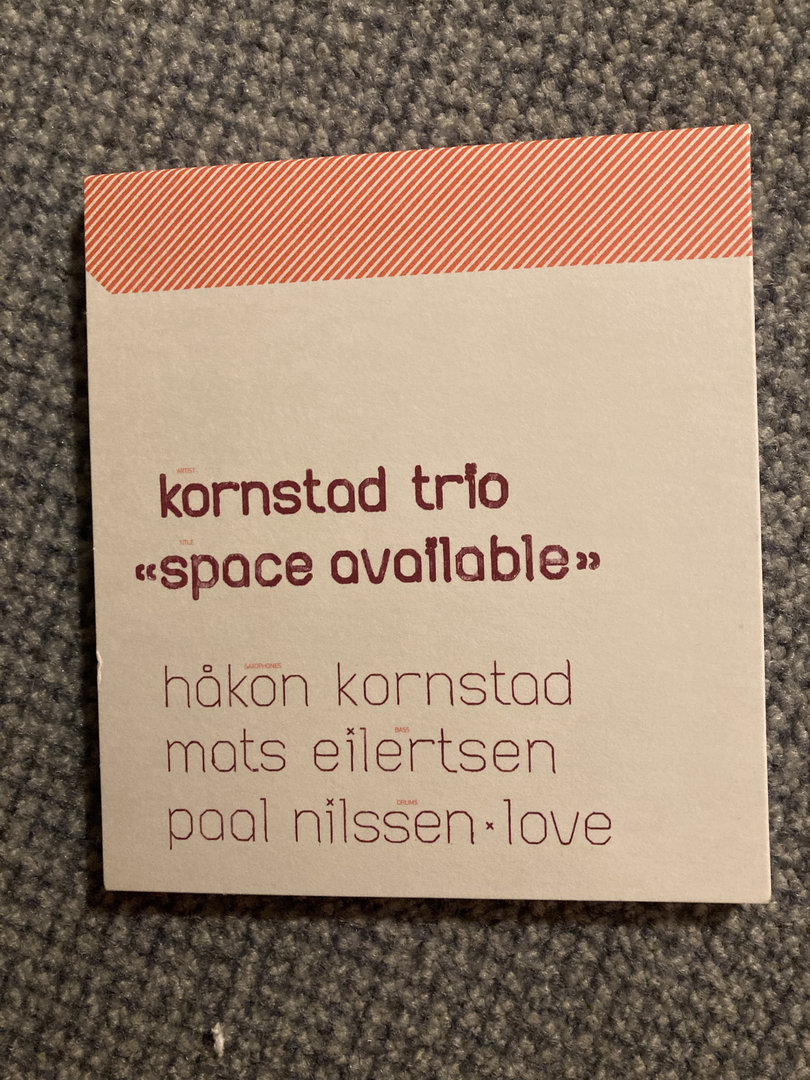 ARTIST
kornstad trio
TITLE
«space available»
SAXOPHONES
håkon kornstad
BASS
mats eilertsen
DRUMS
paal nilssen×love